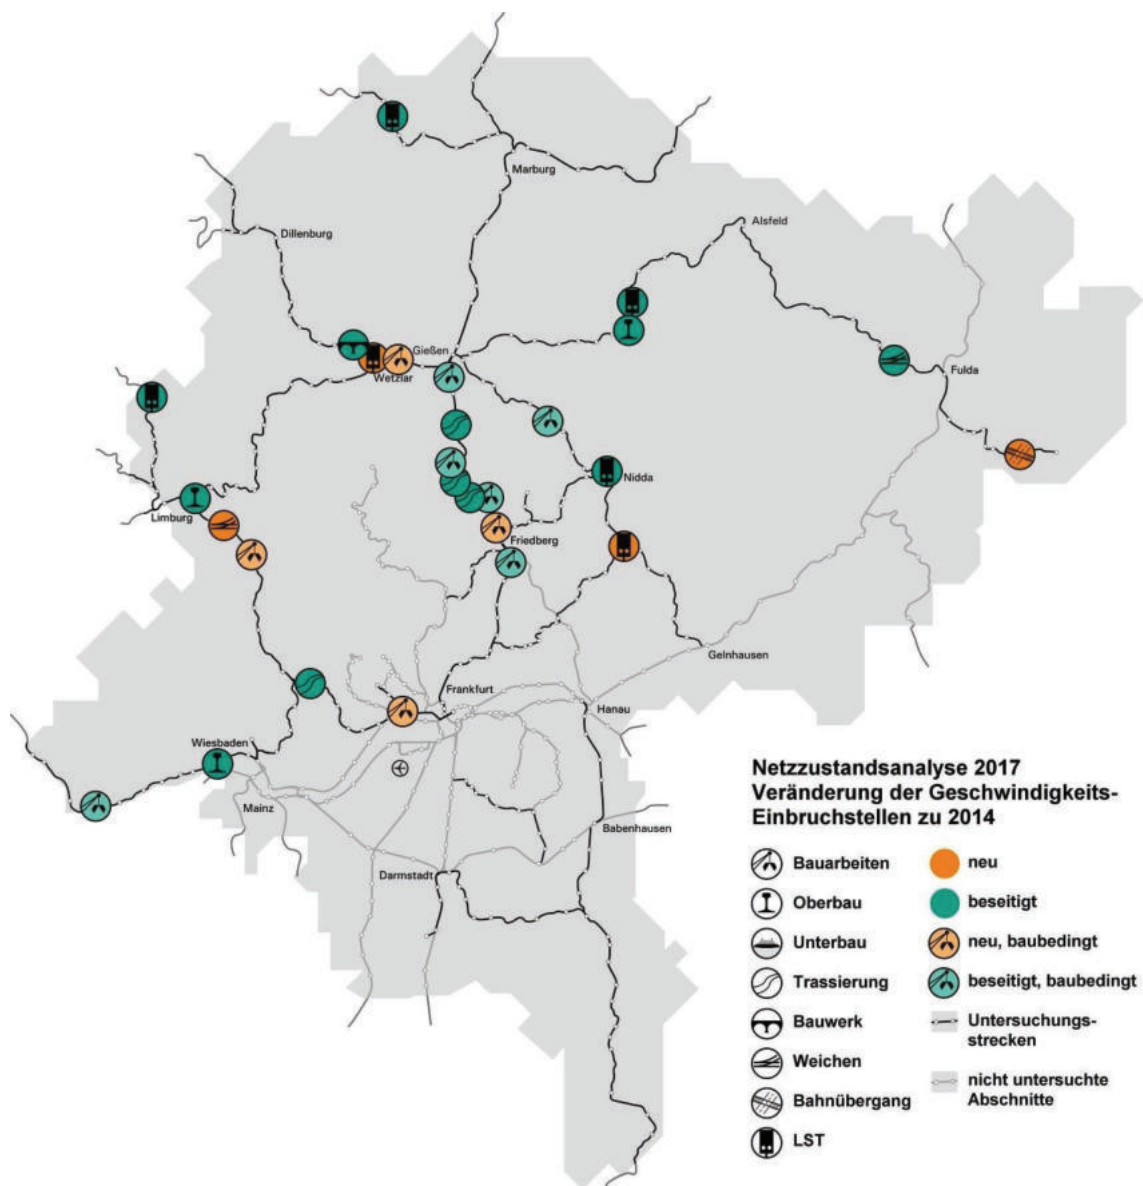 Marburg
Alsfeld
Dillenburg
Gießen
Wetzlar
Fulda
Nidda
Limburg
Friedberg
Gelnhausen
Frankfurt
Hanau
Wiesbaden
Mainz
Babenhausen
Darmstadt
Netzzustandsanalyse 2017
Veränderung der Geschwindigkeits-
Einbruchstellen zu 2014
Bauarbeiten
Oberbau
Unterbau
Trassierung
Bauwerk
Weichen
Bahnübergang
LST
neu
beseitigt
neu, baubedingt
beseitigt, baubedingt
Untersuchungs-
strecken
nicht untersuchte
Abschnitte